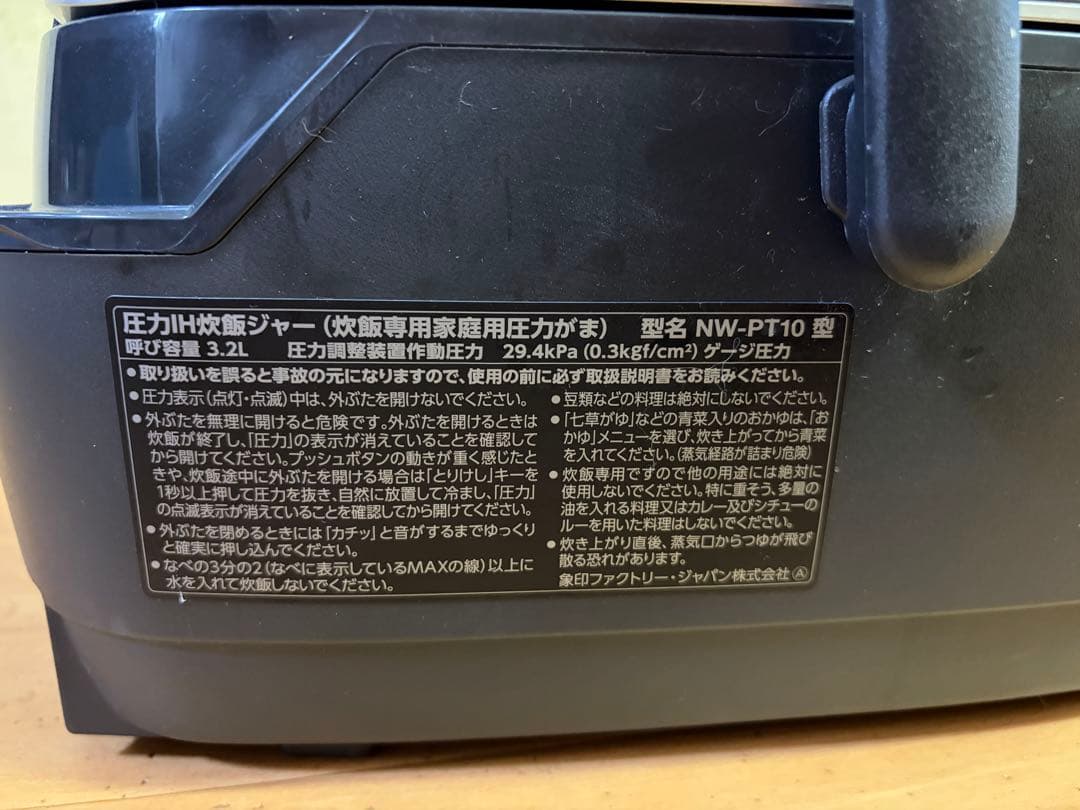 圧力IH炊飯ジャー(炊飯専用家庭用圧力がま) 型名 NW-PT10 型
呼び容量 3.2L 圧力調整装置作動圧力 29.4kPa (0.3kgf/cm²) ゲージ圧力
●取り扱いを誤ると事故の元になりますので、使用の前に必ず取扱説明書をお読みください。
●圧力表示(点灯・点滅)中は、外ぶたを開けないでください。
●外ぶたを無理に開けると危険です。外ぶたを開けるときは
炊飯が終了し、「圧力」の表示が消えていることを確認して
から開けてください。プッシュボタンの動きが重く感じたと
きや、炊飯途中に外ぶたを開ける場合は「とりけし」キーを
1秒以上押して圧力を抜き、自然に放置して冷まし、「圧力」
の点滅表示が消えていることを確認してから開けてください。
●外ぶたを閉めるときには「カチッ」と音がするまでゆっくり
と確実に押し込んでください。
●なべの3分の2(なべに表示しているMAXの線)以上に
水を入れて炊飯しないでください。
●豆類などの料理は絶対にしないでください。
●「七草がゆ」などの青菜入りのおかゆは、「お
かゆ」メニューを選び、炊き上がってから青菜
を入れてください。(蒸気経路が詰まり危険)
●炊飯専用ですので他の用途には絶対に
使用しないでください。特に重そう、多量の
油を入れる料理又はカレー及びシチューの
ルーを用いた料理はしないでください。
●炊き上がり直後、蒸気口からつゆが飛び
散る恐れがあります。
象印ファクトリー・ジャパン株式会社 Ⓐ